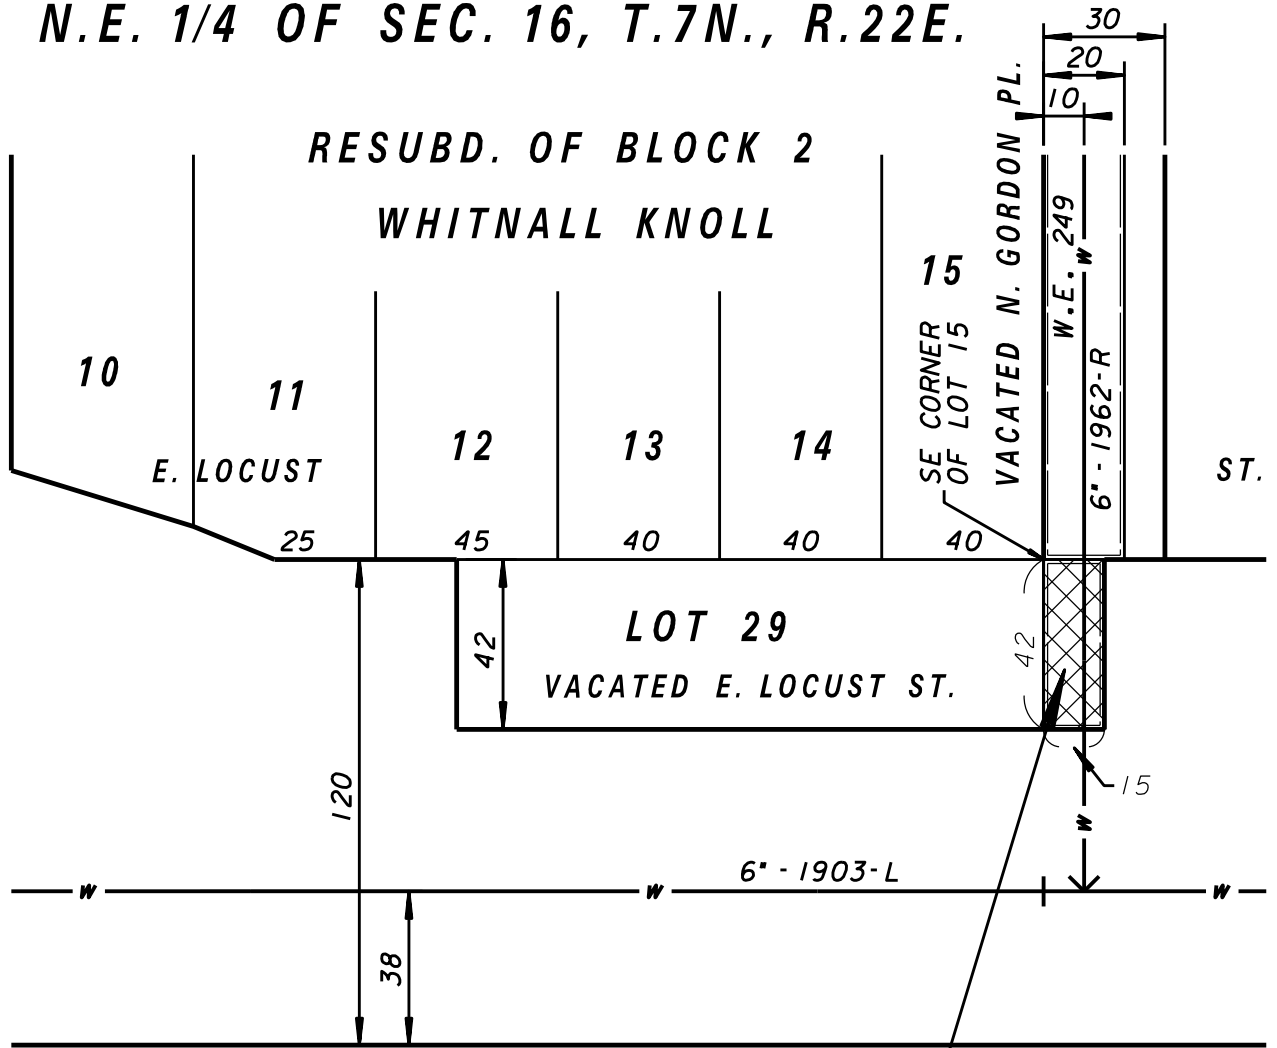 N.E. 1/4 OF SEC. 16, T.7N., R.22E.
30
20
10
RESUBD. OF BLOCK 2
WHITNALL KNOLL
VACATED N. GORDON PL.
W.E. 249
W
15
SE CORNER
OF LOT 15
6" - 1962-R
10
11
12
13
14
E. LOCUST
ST.
25
45
40
40
40
42
LOT 29
VACATED E. LOCUST ST.
42
15
120
W
6" - 1903-L
W
W
W
38